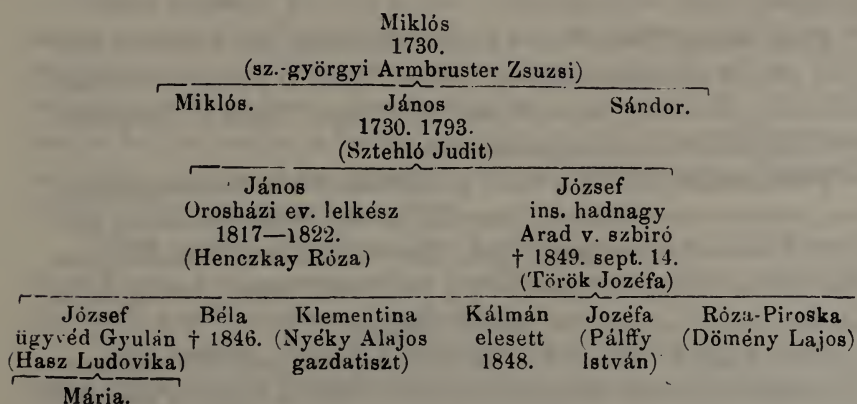 Miklós
1730.
(sz.-györgyi Armbruster Zsuzsi)
Miklós. János Sándor.
1730. 1793.
(Sztehló Judit)
János József
Orosházi ev. lelkész ins. hadnagy
1817—1822. Arad v. szbiró
(Henczkay Róza) † 1849. sept. 14.
(Török Jozéfa)
József Béla Klementina Kálmán Jozéfa Róza-Piroska
ügyvéd Gyulán † 1846. (Nyéky Alajos elesett (Pálffy (Dömény Lajos)
(Hasz Ludovika) gazdatiszt) 1848. István)
Mária.